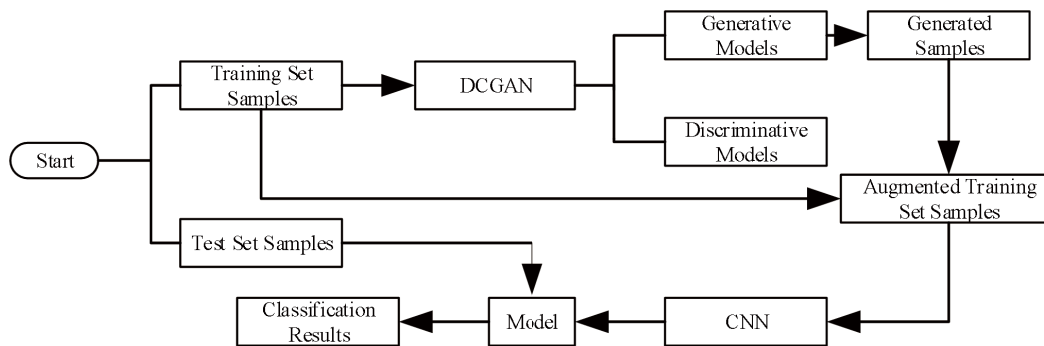 Generative
Models
Generated
Samples
Training Set
Samples
DCGAN
Discriminative
Models
Start
Augmented Training
Set Samples
Test Set Samples
Classification
Results
Model
CNN